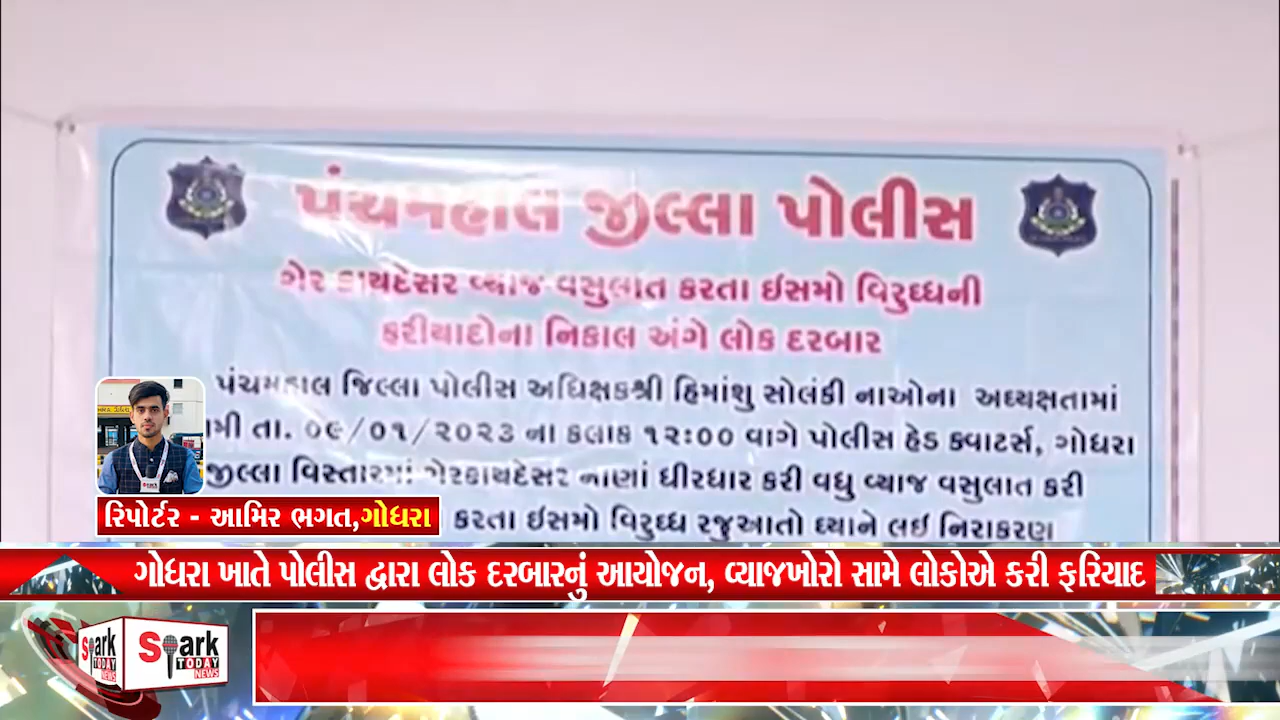 પંચમહાલ જીલ્લા પોલીસ
ગેર કાયદેસર વ્યાજ વસુલાત કરતા ઈસમો વિરુધ્ધની
ફરીયાદોના નિકાલ અંગે લોક દરબાર
પંચમહાલ જિલ્લા પોલીસ અધિક્ષકશ્રી હિમાંશુ સોલંકી નાઓના અધ્યક્ષતામાં
મી તા. ૦૯/૦૧/૨૦૨૩ ના કલાક ૧૨:૦૦ વાગે પોલીસ હેડ ક્વાટર્સ, ગોધરા
જીલ્લા વિસ્તારમાં ગેરકાયદેસર નાણાં ધીરધાર કરી વધુ વ્યાજ વસુલાત કરી
કરતા ઈસમો વિરુધ્ધ રજુઆતો ધ્યાને લઈ નિરાકરણ
રિપોર્ટર - આમિર ભગત,ગોધરા
ગોધરા ખાતે પોલીસ દ્વારા લોક દરબારનું આયોજન, વ્યાજખોરો સામે લોકોએ કરી ફરિયાદ
Spark TODAY NEWS
Spark TODAY NEWS